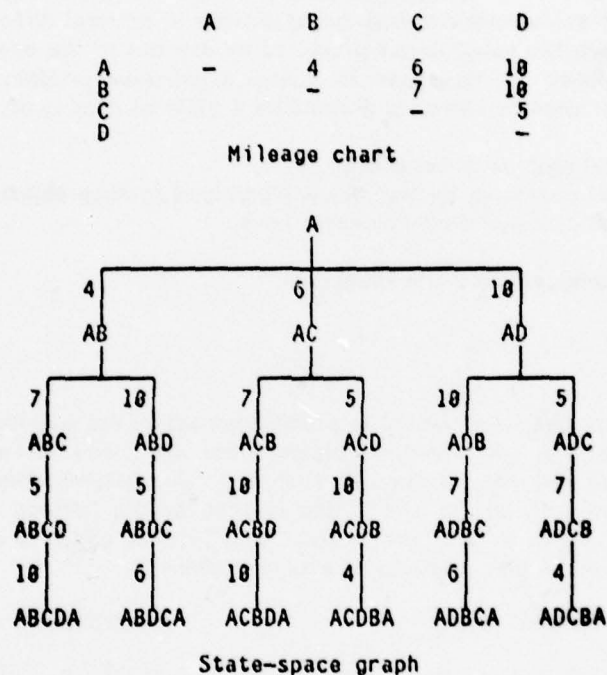 A B C D
A — 4 6 10
B — 7 10
C — 5
D —
Mileage chart
A
4 6 10
AB AC AD
7 10 7 5 10 5
ABC ABD ACB ACD ADB ADC
5 5 10 10 7 7
ABCD ABDC ACBD ACDB ADBC ADCB
10 6 10 4 6 4
ABCDA ABDCA ACBDA ACDBA ADBCA ADCBA
State-space graph